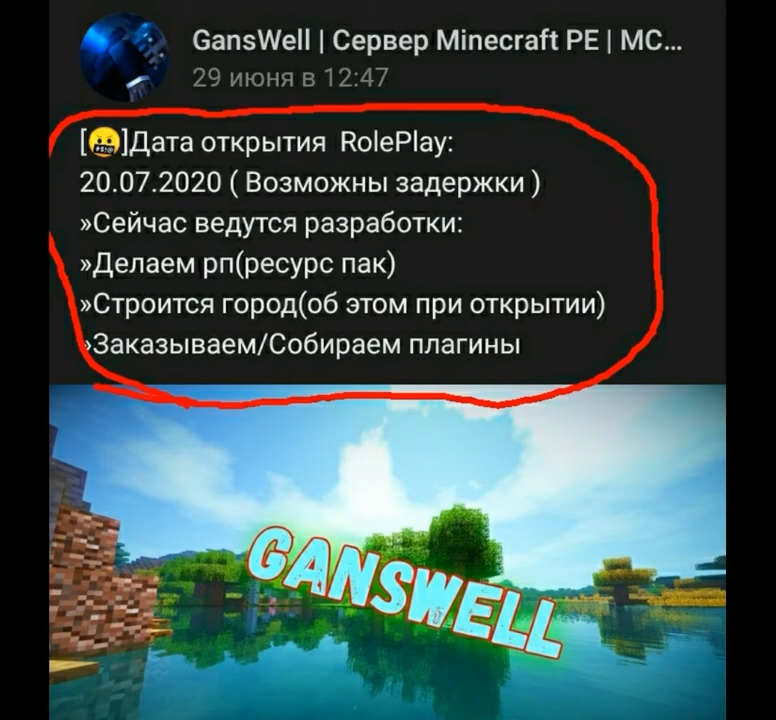 GansWell | Сервер Minecraft PE | MC...
29 июня в 12:47
[🤬]Дата открытия RolePlay:
20.07.2020 ( Возможны задержки )
»Сейчас ведутся разработки:
»Делаем рп(ресурс пак)
»Строится город(об этом при открытии)
»Заказываем/Собираем плагины
GANSWELL